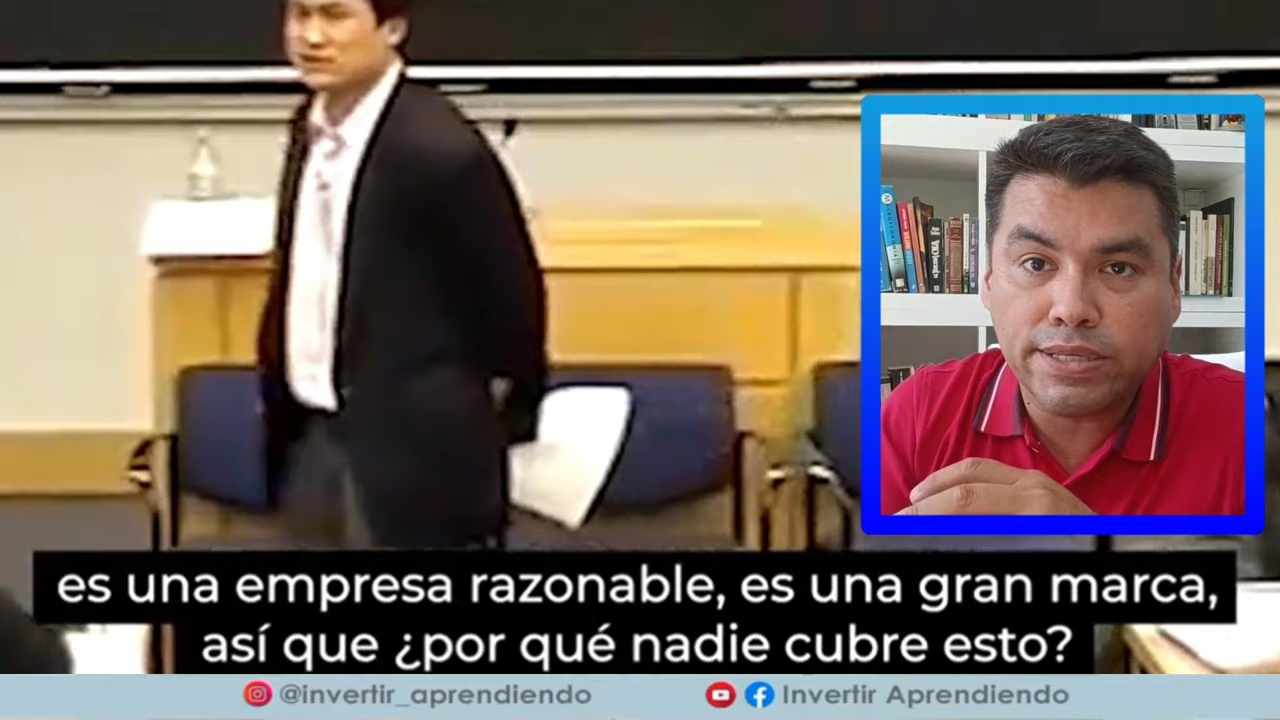 es una empresa razonable, es una gran marca,
así que ¿por qué nadie cubre esto?
@invertir_aprendiendo
Invertir Aprendiendo